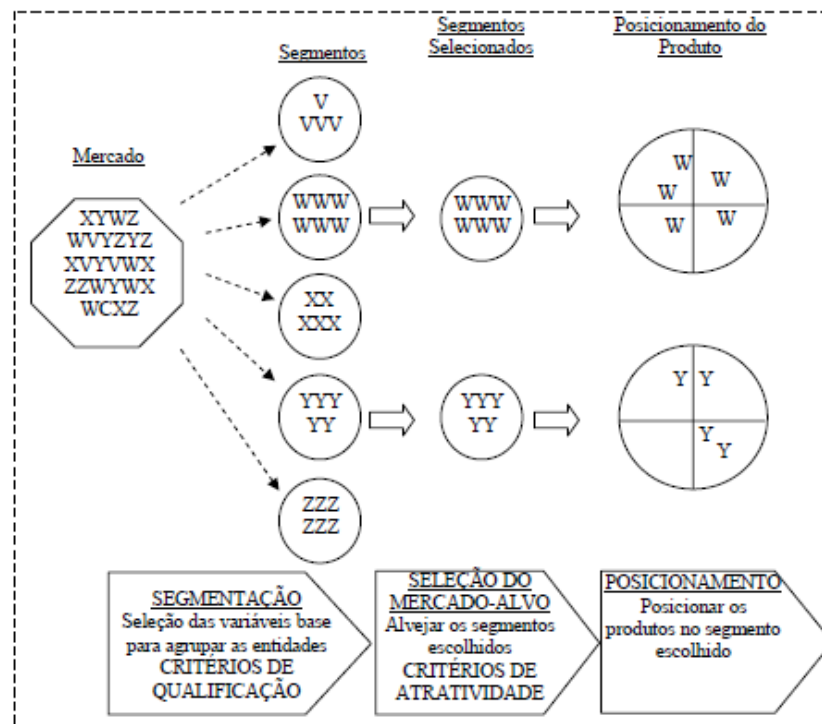 Segmentos
Segmentos
Selecionados
Posicionamento do
Produto
Mercado
XYWZ
WVYZYZ
XVYVWX
ZZWYWX
WCXZ
V
VVV
WWW
WWW
XX
XXX
YYY
YY
ZZZ
ZZZ
WWW
WWW
YYY
YY
W
W
W
W
W
Y
Y
Y
Y
SEGMENTAÇÃO
Seleção das variáveis base
para agrupar as entidades
CRITÉRIOS DE
QUALIFICAÇÃO
SELEÇÃO DO
MERCADO-ALVO
Alvejar os segmentos
escolhidos
CRITÉRIOS DE
ATRATIVIDADE
POSICIONAMENTO
Posicionar os
produtos no segmento
escolhido